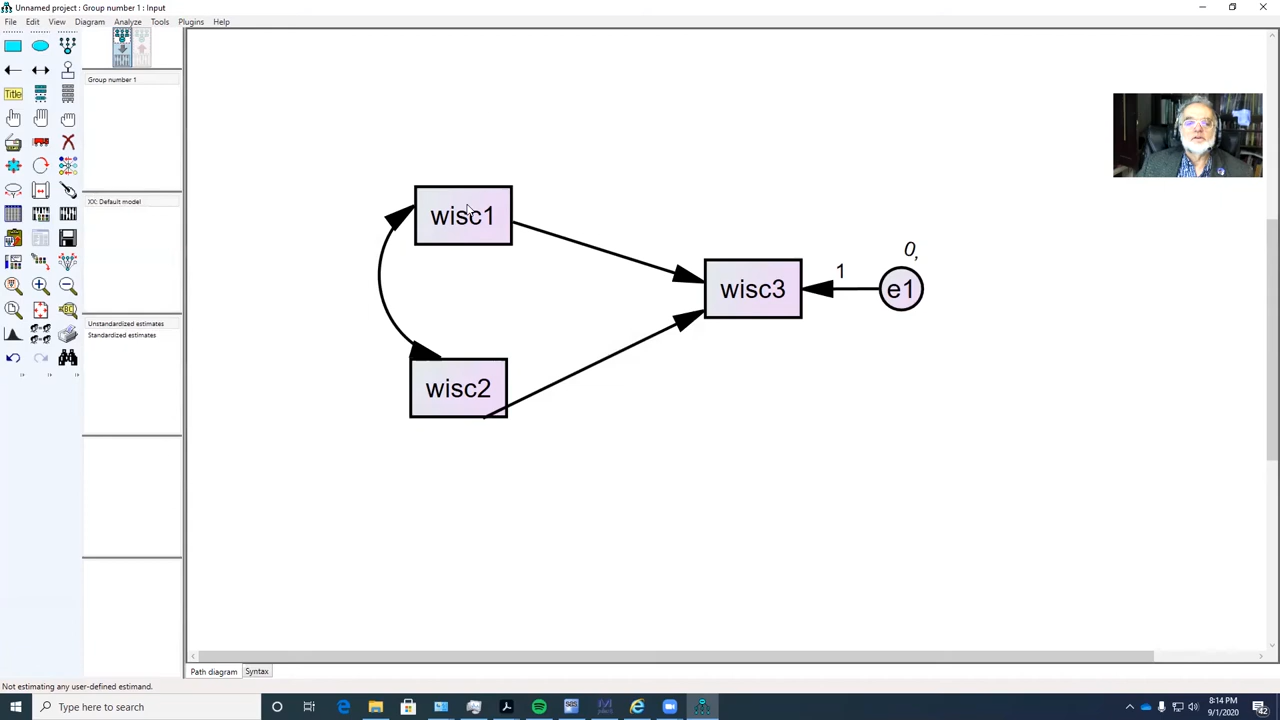 Unnamed project : Group number 1 : Input
File Edit View Diagram Analyze Tools Plugins Help
Title
Group number 1
XX: Default model
Unstandardized estimates
Standardized estimates
wisc1
wisc2
wisc3
1
0,
e1
Path diagram Syntax
Not estimating any user-defined estimand.
Type here to search
8:14 PM
9/1/2020
42